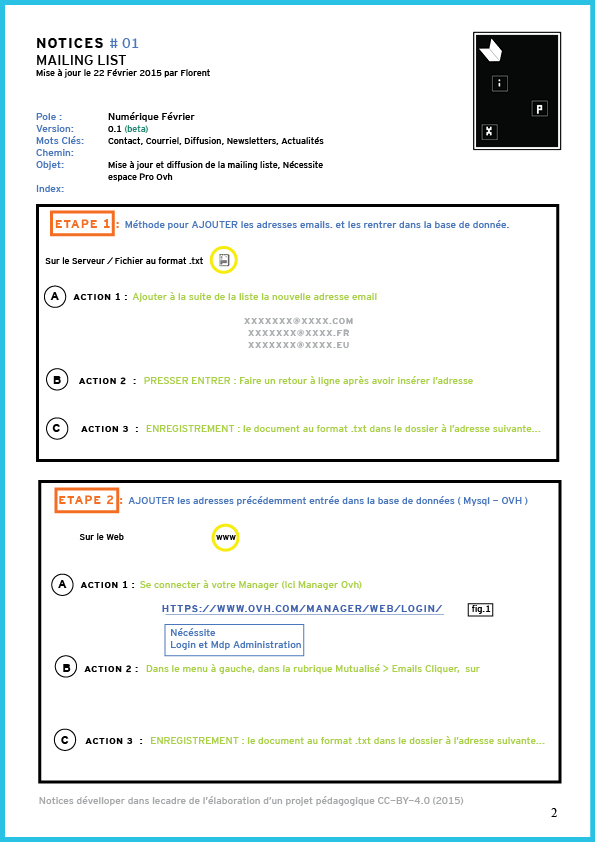 NOTICES # 01
MAILING LIST
Mise à jour le 22 Février 2015 par Florent
i
P
X
Pole : Numérique Février
Version: 0.1 (beta)
Mots Clés: Contact, Courriel, Diffusion, Newsletters, Actualités
Chemin:
Objet: Mise à jour et diffusion de la mailing liste, Nécessite
espace Pro Ovh
Index:
ETAPE 1 : Méthode pour AJOUTER les adresses emails. et les rentrer dans la base de donnée.
Sur le Serveur / Fichier au format .txt
A ACTION 1 : Ajouter à la suite de la liste la nouvelle adresse email
XXXXXXX@XXXX.COM
XXXXXXX@XXXX.FR
XXXXXXX@XXXX.EU
B ACTION 2 : PRESSER ENTRER : Faire un retour à ligne après avoir insérer l'adresse
C ACTION 3 : ENREGISTREMENT : le document au format .txt dans le dossier à l'adresse suivante...
ETAPE 2 : AJOUTER les adresses précédemment entrée dans la base de données ( Mysql – OVH )
Sur le Web www
A ACTION 1 : Se connecter à votre Manager (Ici Manager Ovh)
HTTPS://WWW.OVH.COM/MANAGER/WEB/LOGIN/ fig.1
Nécéssite
Login et Mdp Administration
B ACTION 2 : Dans le menu à gauche, dans la rubrique Mutualisé > Emails Cliquer, sur
C ACTION 3 : ENREGISTREMENT : le document au format .txt dans le dossier à l'adresse suivante...
Notices dévelloper dans lecadre de l'élaboration d'un projet pédagogique CC–BY–4.0 (2015)
2